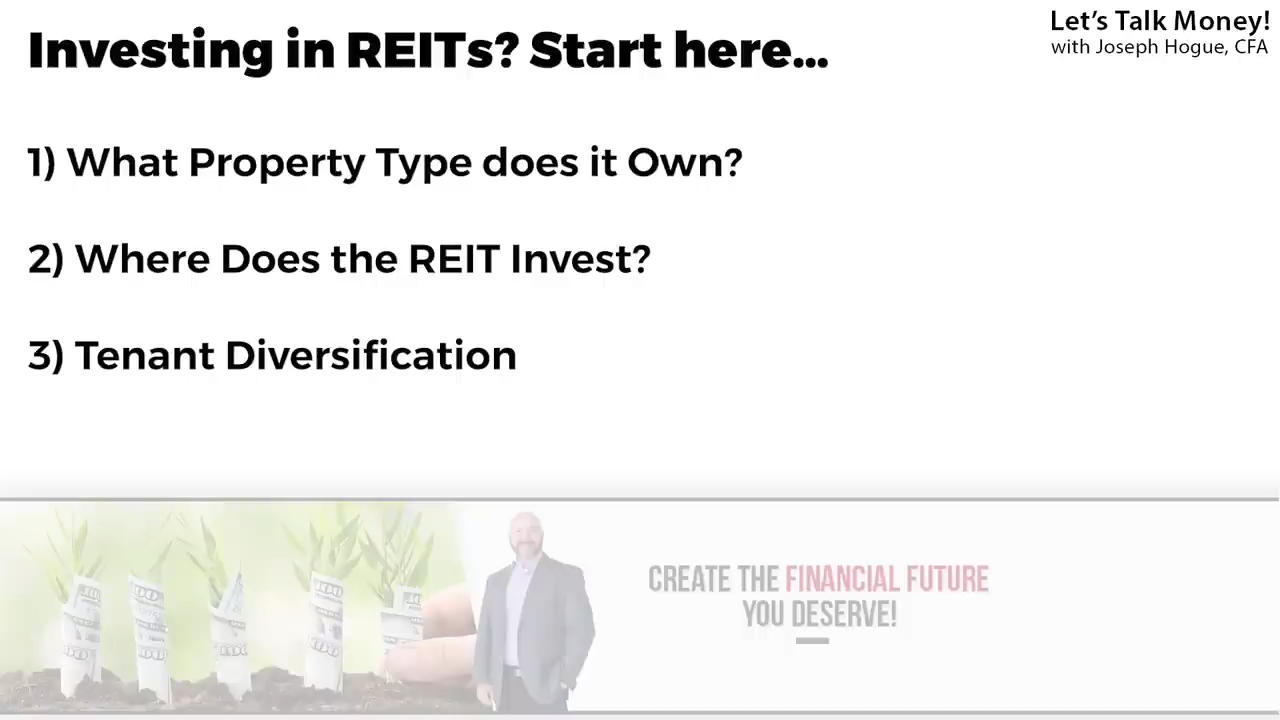 Investing in REITs? Start here...
Let's Talk Money!
with Joseph Hogue, CFA
1) What Property Type does it Own?
2) Where Does the REIT Invest?
3) Tenant Diversification
CREATE THE FINANCIAL FUTURE
YOU DESERVE!